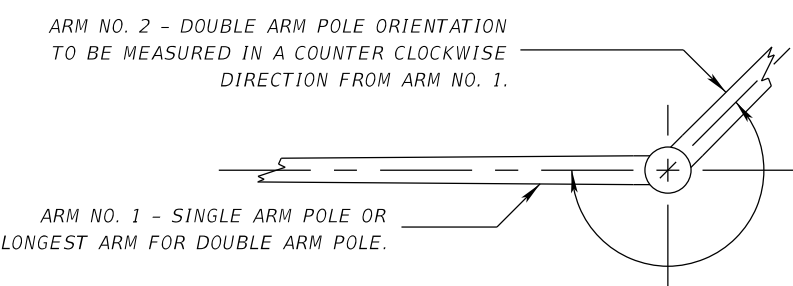 ARM NO. 2 - DOUBLE ARM POLE ORIENTATION
TO BE MEASURED IN A COUNTER CLOCKWISE
DIRECTION FROM ARM NO. 1.
ARM NO. 1 - SINGLE ARM POLE OR
LONGEST ARM FOR DOUBLE ARM POLE.